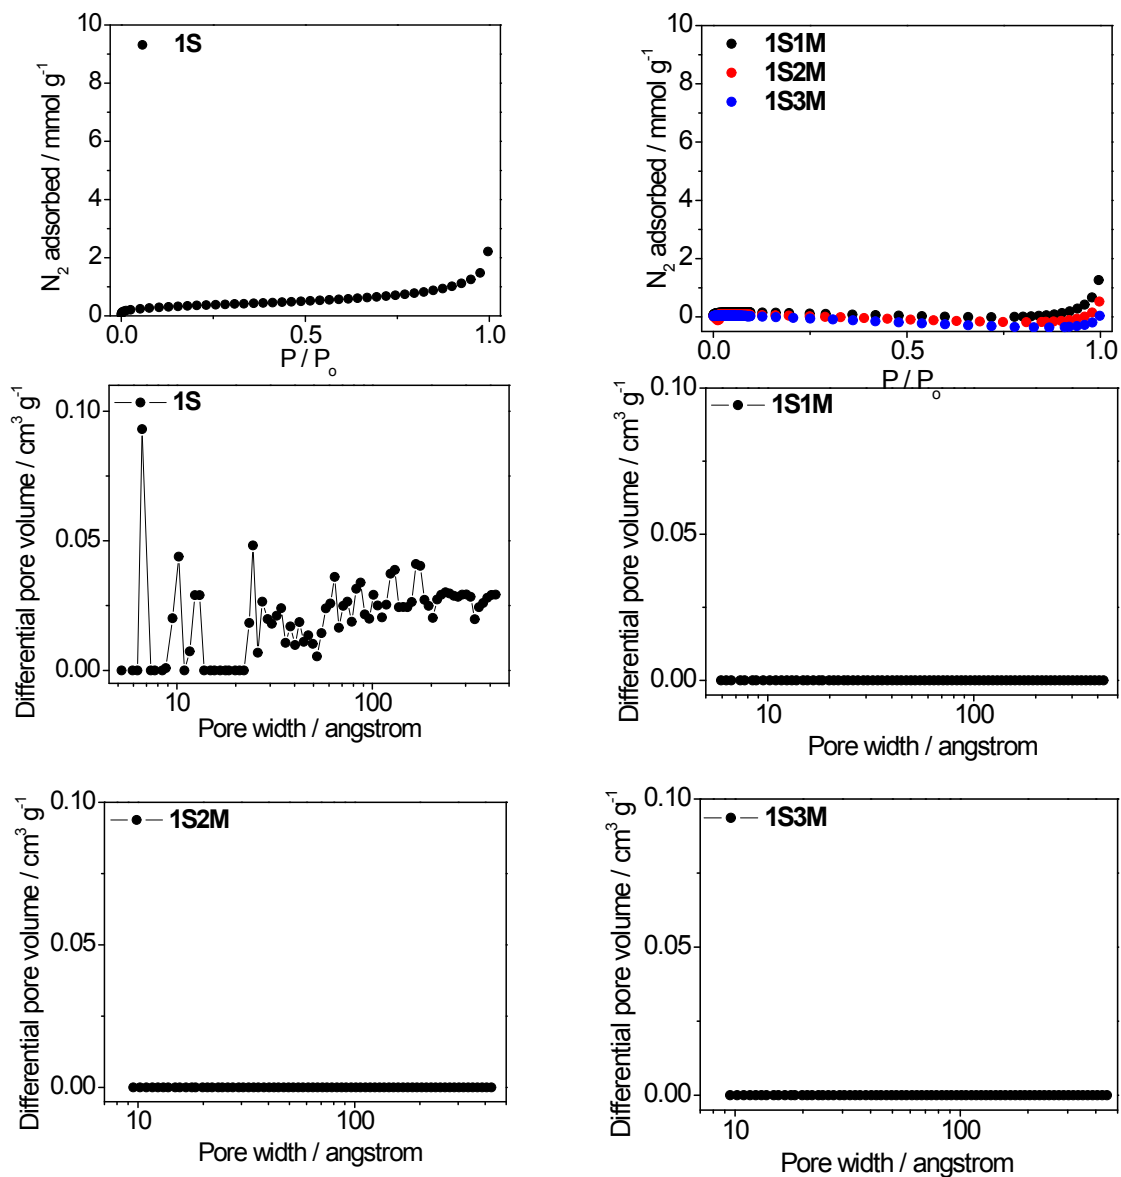 N₂ adsorbed / mmol g⁻¹
10
8
6
4
2
0
1S
0.0
0.5
1.0
P / Pₒ
N₂ adsorbed / mmol g⁻¹
10
8
6
4
2
0
1S1M
1S2M
1S3M
0.0
0.5
1.0
P / Pₒ
Differential pore volume / cm³ g⁻¹
0.10
0.05
0.00
1S
10
100
Pore width / angstrom
Differential pore volume / cm³ g⁻¹
0.10
0.05
0.00
1S1M
10
100
Pore width / angstrom
Differential pore volume / cm³ g⁻¹
0.10
0.05
0.00
1S2M
10
100
Pore width / angstrom
Differential pore volume / cm³ g⁻¹
0.10
0.05
0.00
1S3M
10
100
Pore width / angstrom